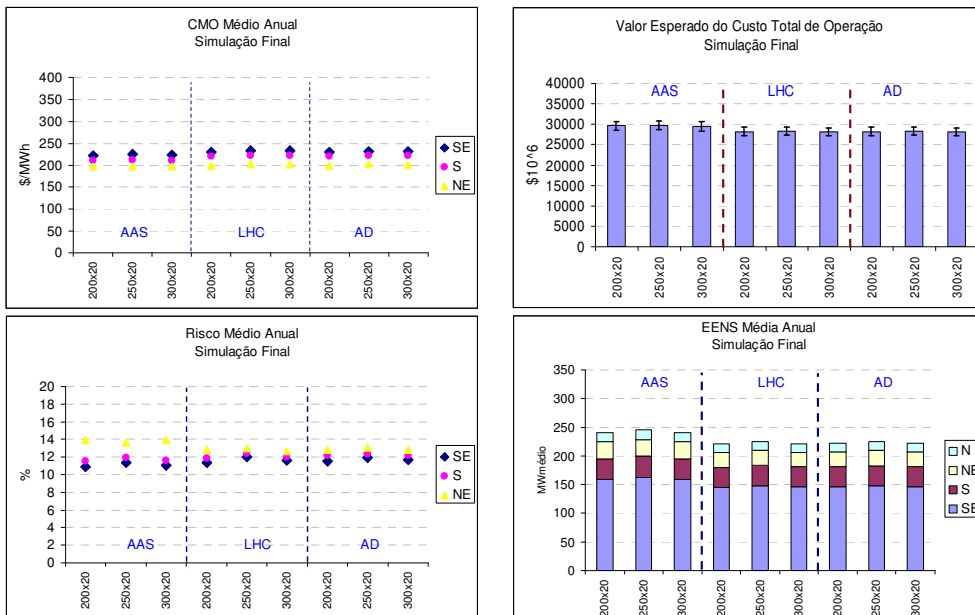 CMO Médio Anual
Simulação Final
$/MWh
400
350
300
250
200
150
100
50
0
AAS
LHC
AD
200x20
250x20
300x20
200x20
250x20
300x20
200x20
250x20
300x20
SE
S
NE
Valor Esperado do Custo Total de Operação
Simulação Final
$10^6
40000
35000
30000
25000
20000
15000
10000
5000
0
AAS
LHC
AD
200x20
250x20
300x20
200x20
250x20
300x20
200x20
250x20
300x20
Risco Médio Anual
Simulação Final
%
20
18
16
14
12
10
8
6
4
2
0
AAS
LHC
AD
200x20
250x20
300x20
200x20
250x20
300x20
200x20
250x20
300x20
SE
S
NE
EENS Média Anual
Simulação Final
MWmédio
350
300
250
200
150
100
50
0
AAS
LHC
AD
200x20
250x20
300x20
200x20
250x20
300x20
200x20
250x20
300x20
N
NE
S
SE